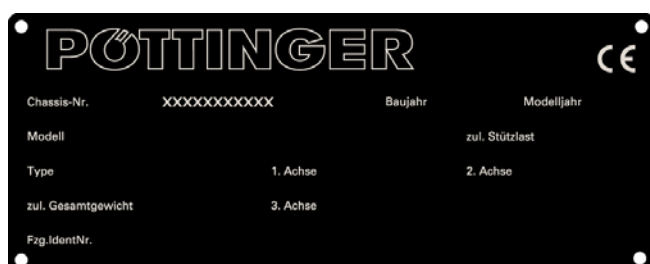 PÖTTINGER
CE
Chassis-Nr. XXXXXXXXXXX Baujahr Modelljahr
Modell zul. Stützlast
Type 1. Achse 2. Achse
zul. Gesamtgewicht 3. Achse
Fzg.IdentNr.